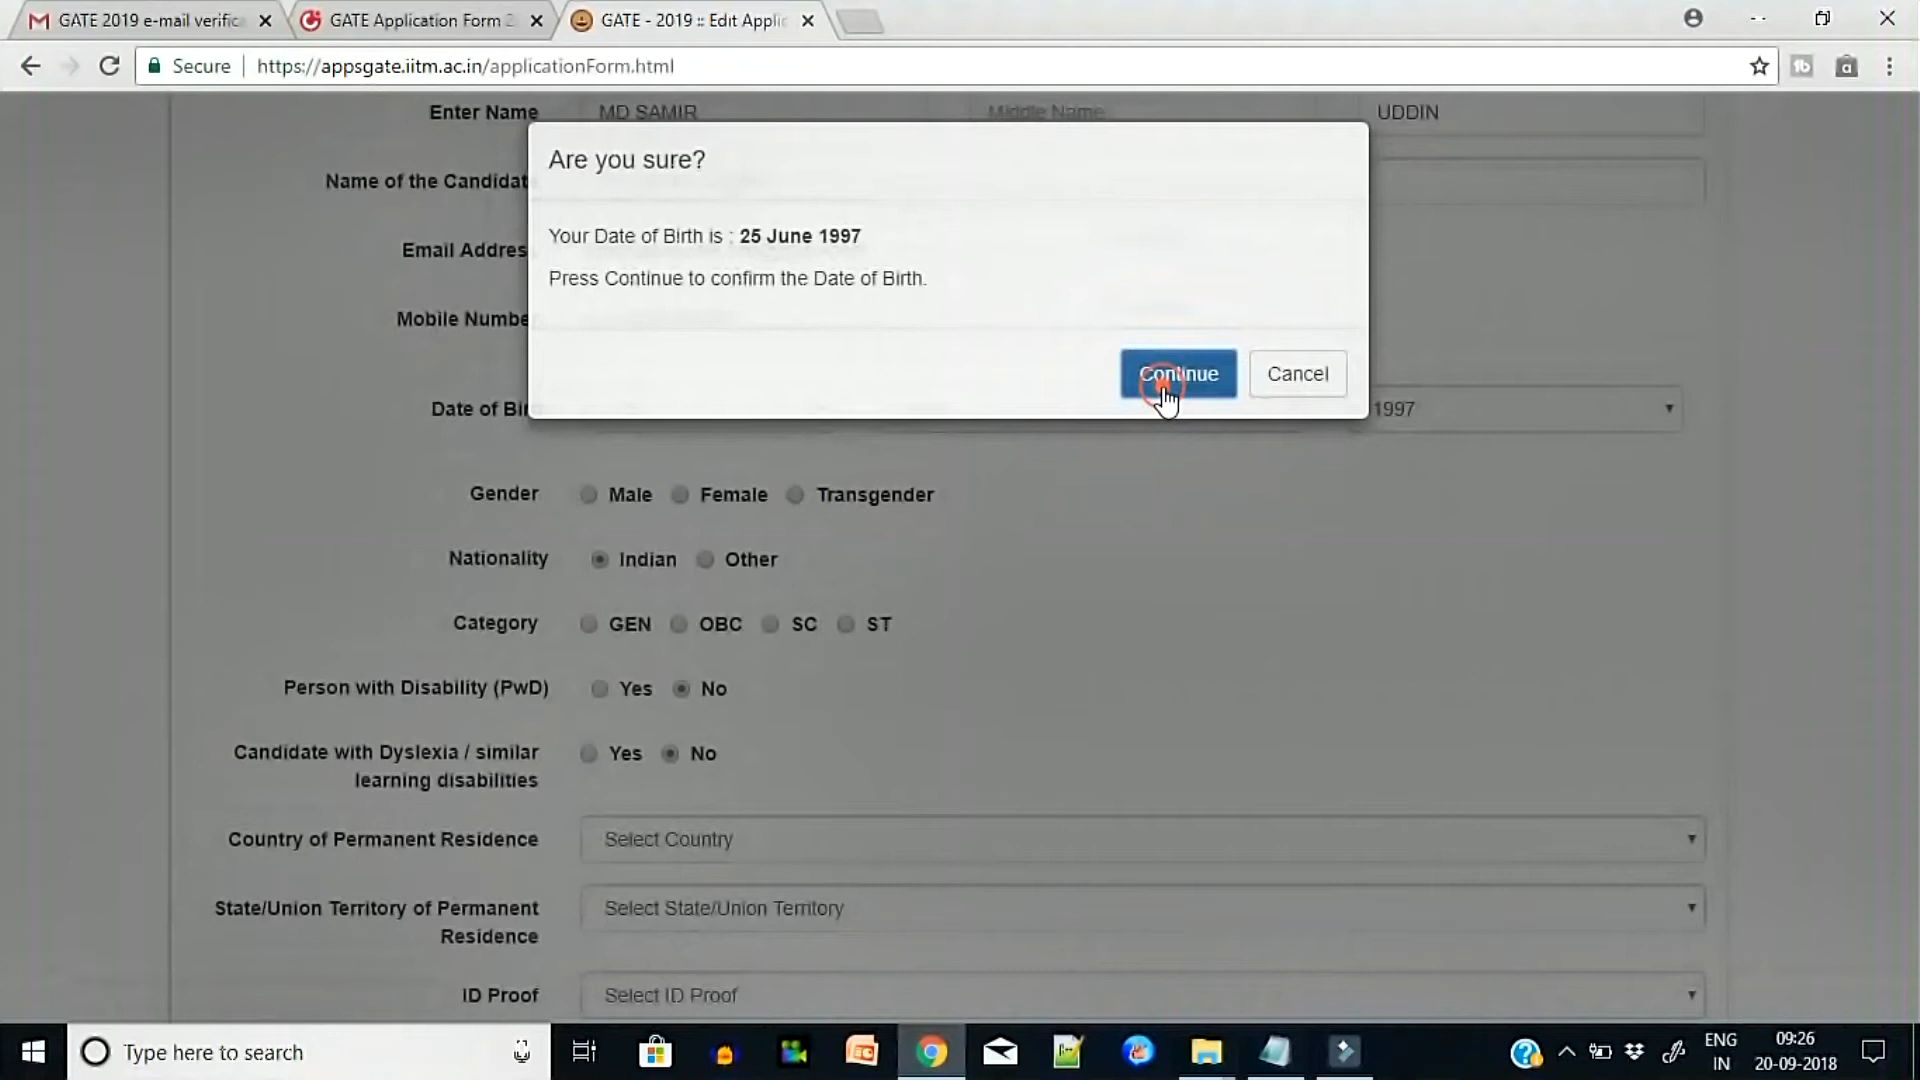 GATE 2019 e-mail verifica
GATE Application Form 2
GATE - 2019 :: Edit Applic
Secure
https://appsgate.iitm.ac.in/applicationForm.html
Enter Name MD SAMIR Middle Name UDDIN
Are you sure?
Name of the Candidat
Your Date of Birth is : 25 June 1997
Email Addres
Press Continue to confirm the Date of Birth.
Mobile Numbe
Continue Cancel
Date of Bir 1997
Gender Male Female Transgender
Nationality Indian Other
Category GEN OBC SC ST
Person with Disability (PwD) Yes No
Candidate with Dyslexia / similar
learning disabilities
Yes No
Country of Permanent Residence Select Country
State/Union Territory of Permanent
Residence
Select State/Union Territory
ID Proof Select ID Proof
Type here to search
ENG
IN
09:26
20-09-2018